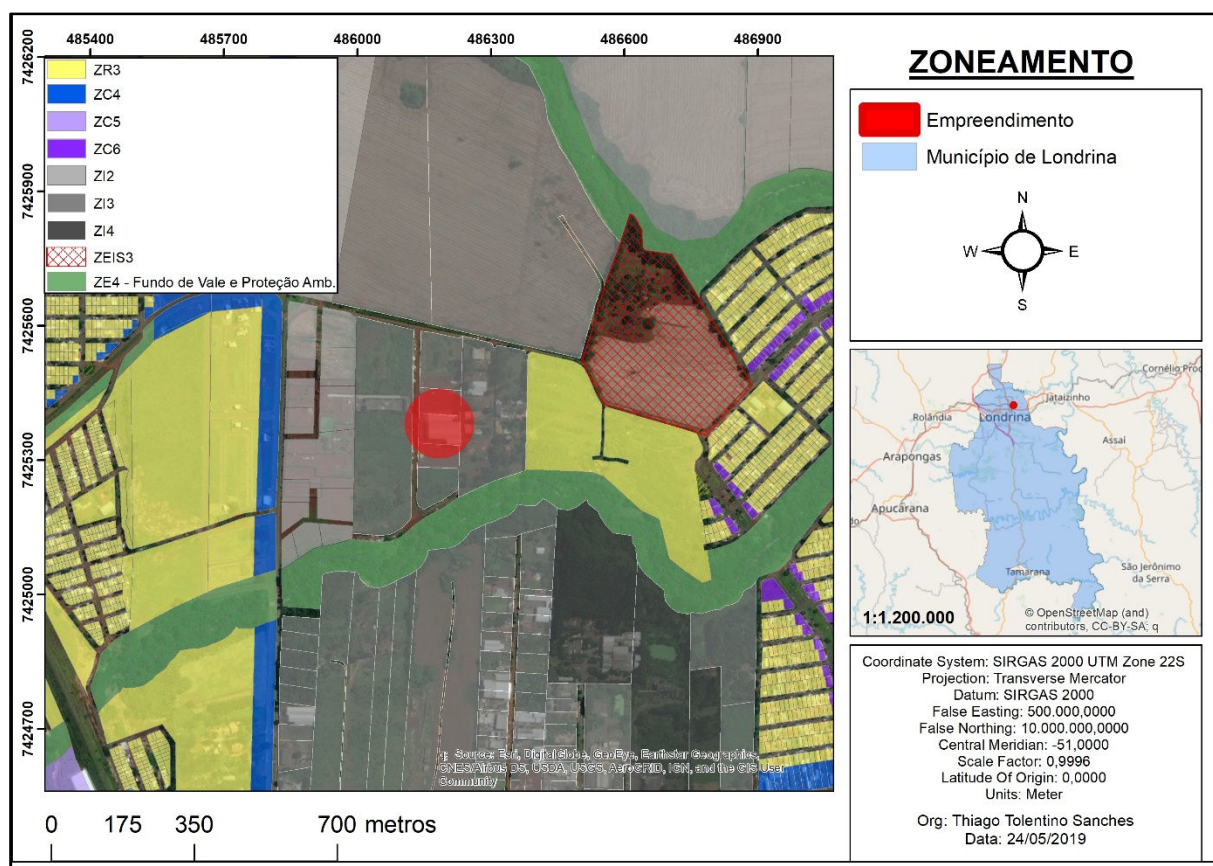 485400 485700 486000 486300 486600 486900
7426200
7425900
7425600
7425300
7425000
7424700
ZR3
ZC4
ZC5
ZC6
ZI2
ZI3
ZI4
ZEIS3
ZE4 - Fundo de Vale e Proteção Amb.
q: Source: Esri, DigitalGlobe, GeoEye, Earthstar Geographics,
CNES/Airbus DS, USDA, USGS, AeroGRID, IGN, and the GIS User
Community
0 175 350 700 metros
ZONEAMENTO
Empreendimento
Município de Londrina
N
W E
S
Cornélio Proc
Jataizinho
Rolândia
Londrina
Assaí
Arapongas
Apucarana
do
São Jerônimo
da Serra
Tamarana
1:1.200.000
© OpenStreetMap (and)
contributors, CC-BY-SA; q
Coordinate System: SIRGAS 2000 UTM Zone 22S
Projection: Transverse Mercator
Datum: SIRGAS 2000
False Easting: 500.000,0000
False Northing: 10.000.000,0000
Central Meridian: -51,0000
Scale Factor: 0,9996
Latitude Of Origin: 0,0000
Units: Meter
Org: Thiago Tolentino Sanches
Data: 24/05/2019